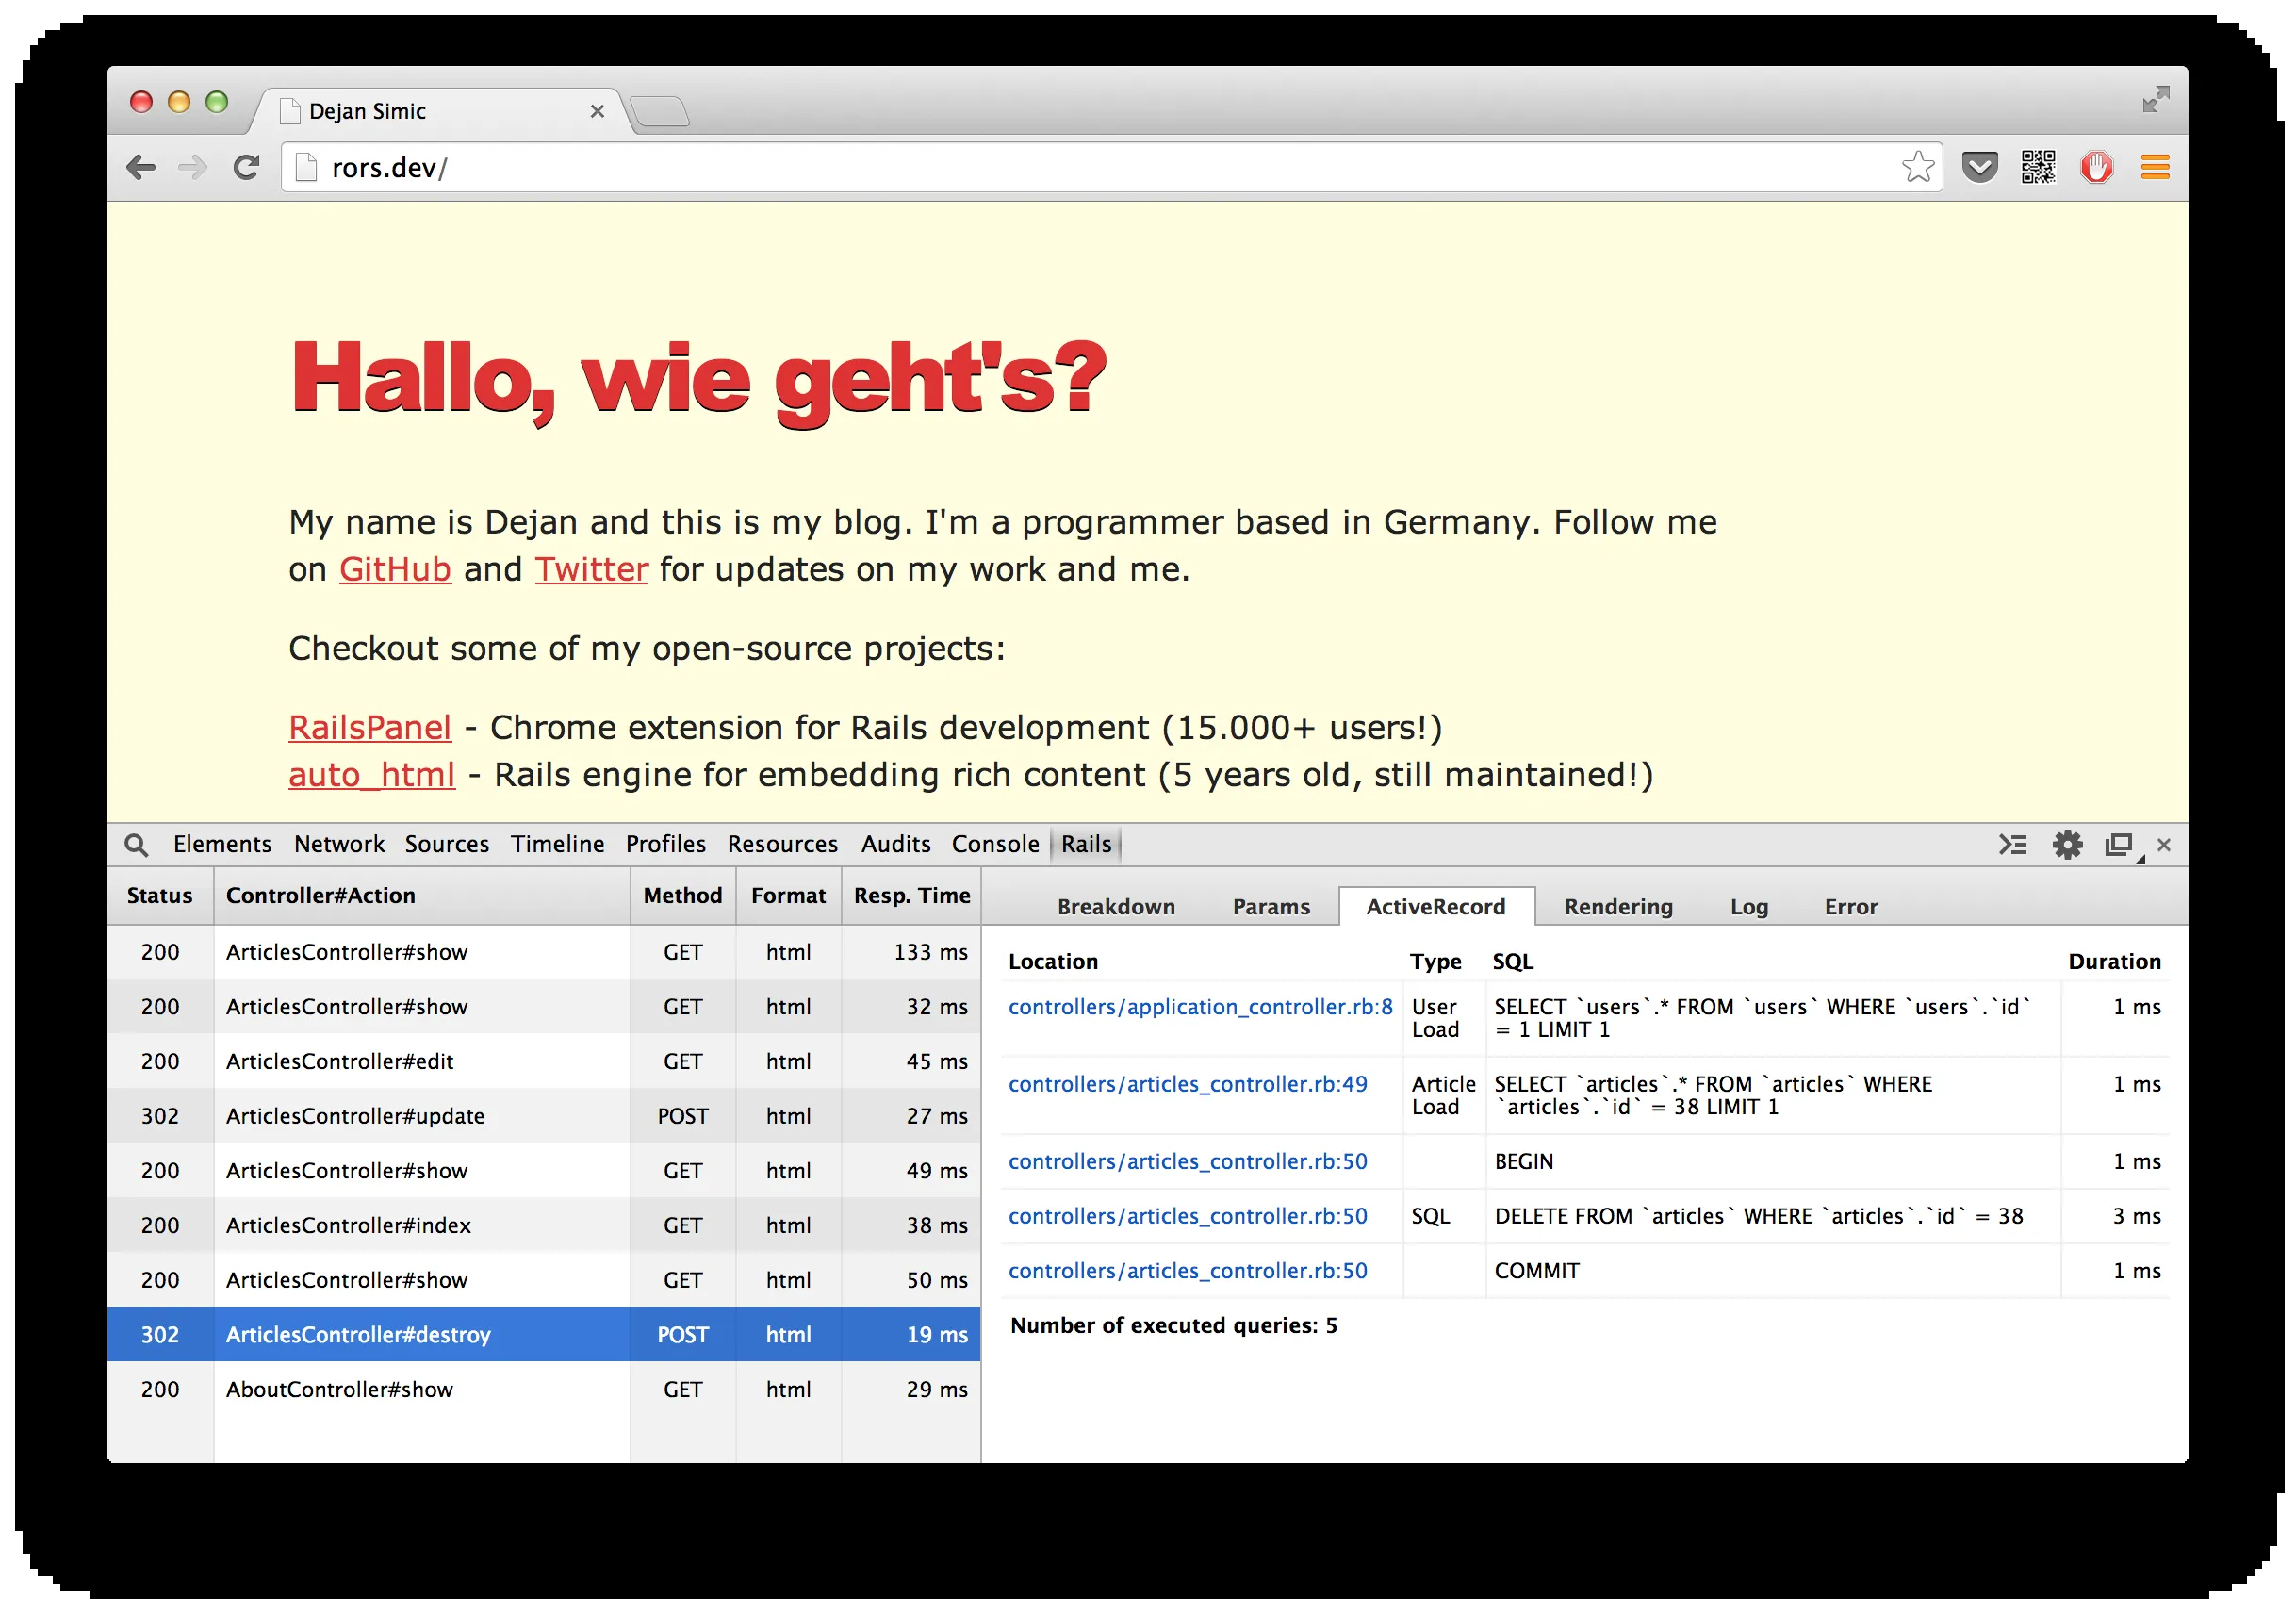 Dejan Simic
rors.dev/
Hallo, wie geht's?
My name is Dejan and this is my blog. I'm a programmer based in Germany. Follow me
on GitHub and Twitter for updates on my work and me.
Checkout some of my open-source projects:
RailsPanel - Chrome extension for Rails development (15.000+ users!)
auto_html - Rails engine for embedding rich content (5 years old, still maintained!)
Elements Network Sources Timeline Profiles Resources Audits Console Rails
Status Controller#Action Method Format Resp. Time
200 ArticlesController#show GET html 133 ms
200 ArticlesController#show GET html 32 ms
200 ArticlesController#edit GET html 45 ms
302 ArticlesController#update POST html 27 ms
200 ArticlesController#show GET html 49 ms
200 ArticlesController#index GET html 38 ms
200 ArticlesController#show GET html 50 ms
302 ArticlesController#destroy POST html 19 ms
200 AboutController#show GET html 29 ms
Breakdown Params ActiveRecord Rendering Log Error
Location Type SQL Duration
controllers/application_controller.rb:8 User SELECT `users`.* FROM `users` WHERE `users`.`id` 1 ms
Load = 1 LIMIT 1
controllers/articles_controller.rb:49 Article SELECT `articles`.* FROM `articles` WHERE 1 ms
Load `articles`.`id` = 38 LIMIT 1
controllers/articles_controller.rb:50 BEGIN 1 ms
controllers/articles_controller.rb:50 SQL DELETE FROM `articles` WHERE `articles`.`id` = 38 3 ms
controllers/articles_controller.rb:50 COMMIT 1 ms
Number of executed queries: 5